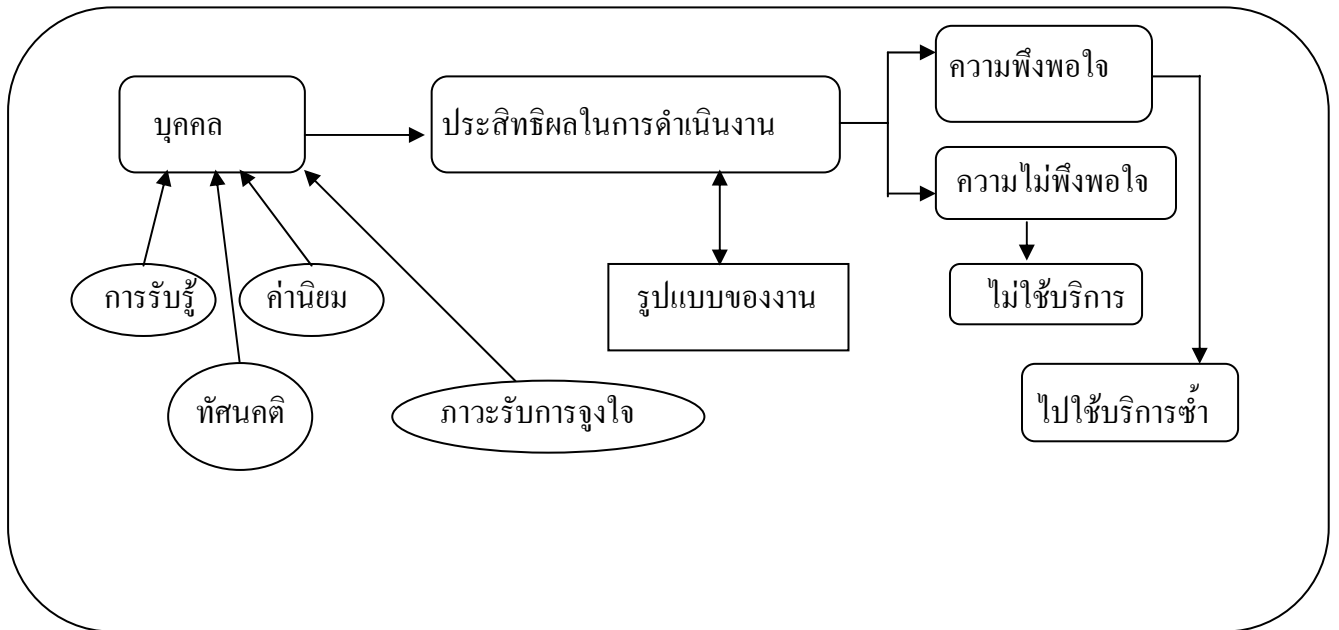 ความพึงพอใจ
บุคคล
ประสิทธิผลในการดำเนินงาน
ความไม่พึงพอใจ
การรับรู้
ค่านิยม
รูปแบบของงาน
ไม่ใช้บริการ
ทัศนคติ
ภาวะรับการจูงใจ
ไปใช้บริการซ้ำ